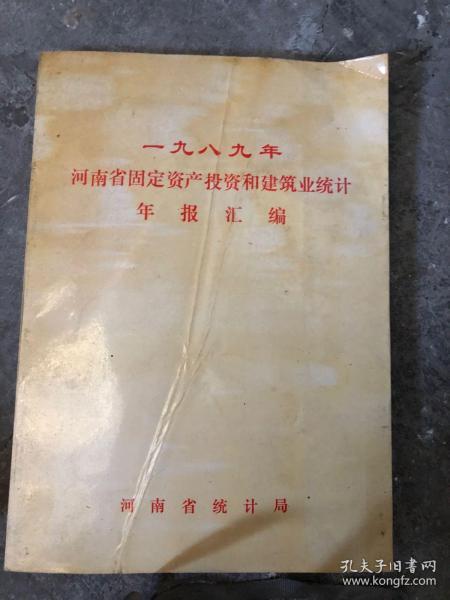 一九八九年
河南省固定资产投资和建筑业统计
年报汇编
河南省统计局
孔夫子旧书网
www.kongfz.com